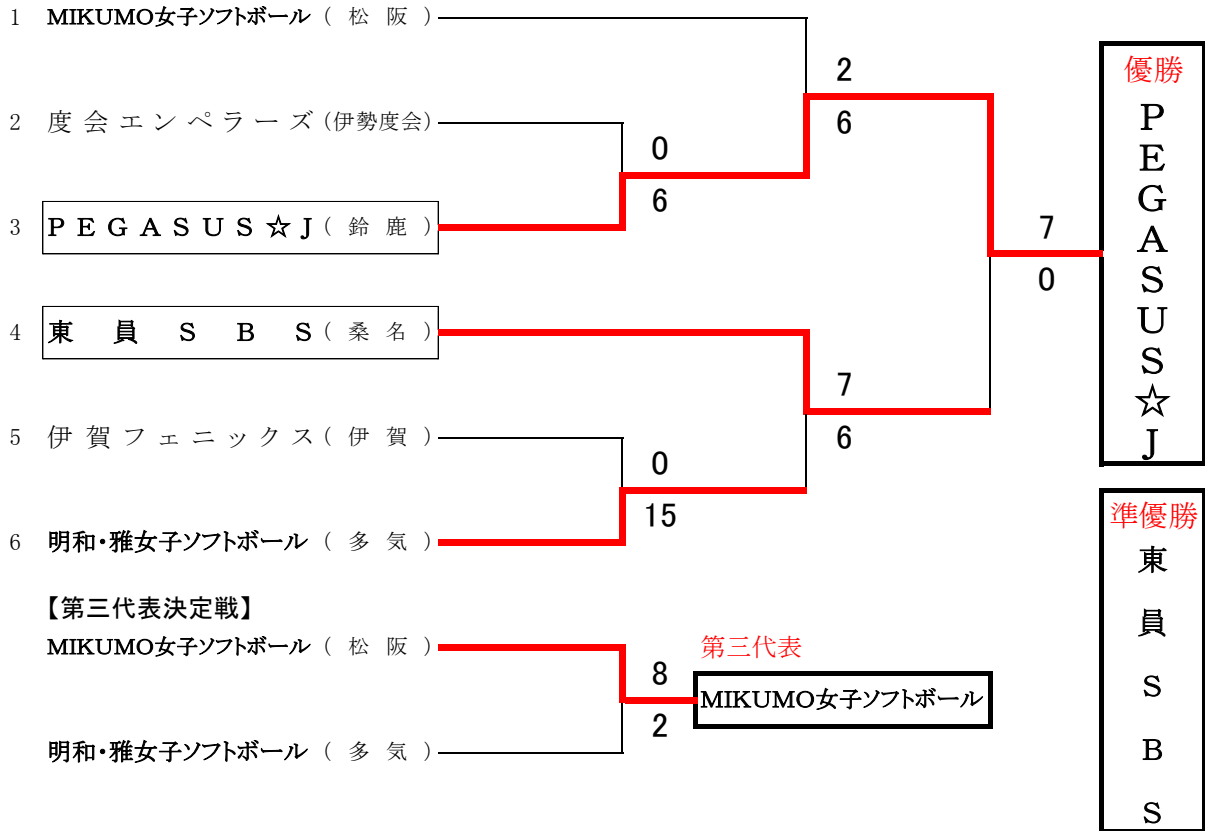 1 MIKUMO女子ソフトボール ( 松 阪 )
2
6
優勝
PEGASUS☆J
2 度会エンペラーズ (伊勢度会)
0
6
3 PEGASUS☆J ( 鈴 鹿 )
7
0
4 東 員 S B S ( 桑 名 )
7
6
5 伊賀フェニックス ( 伊 賀 )
0
15
6 明和・雅女子ソフトボール ( 多 気 )
準優勝
東員SBS
【第三代表決定戦】
MIKUMO女子ソフトボール ( 松 阪 )
8
2
第三代表
MIKUMO女子ソフトボール
明和・雅女子ソフトボール ( 多 気 )